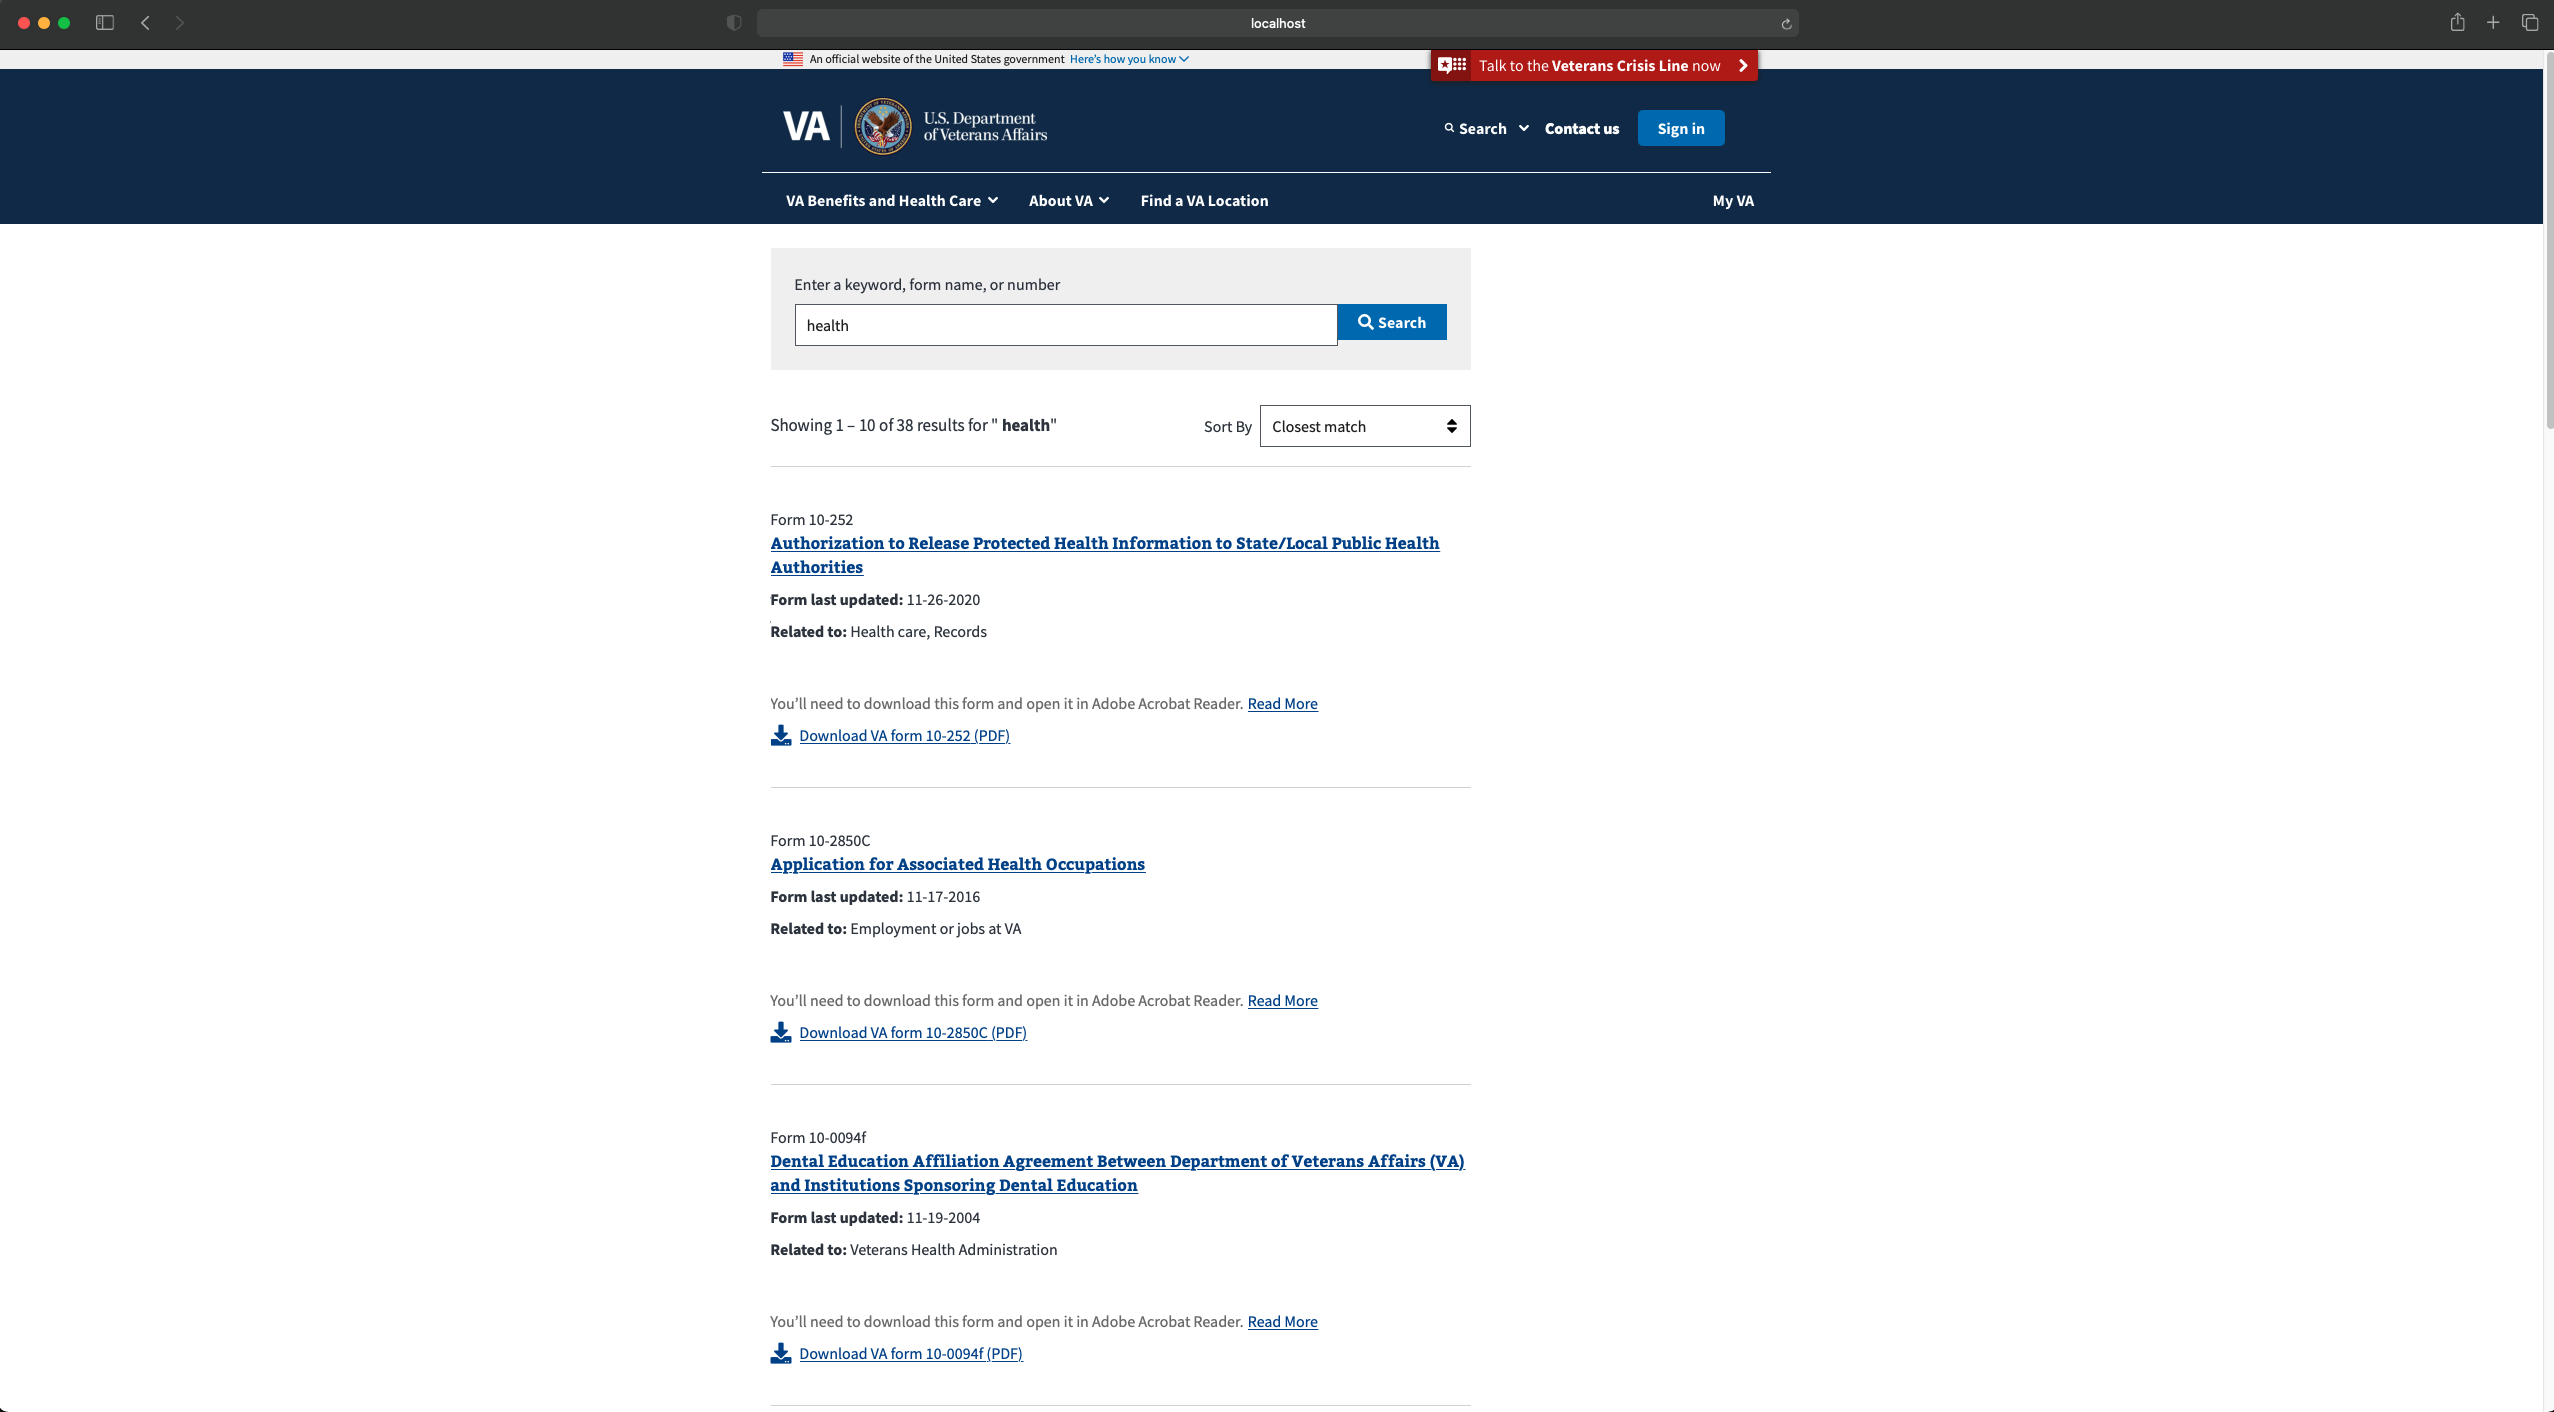 localhost
An official website of the United States government Here's how you know
Talk to the Veterans Crisis Line now
VA
U.S. Department
of Veterans Affairs
Search Contact us Sign in
VA Benefits and Health Care About VA Find a VA Location My VA
Enter a keyword, form name, or number
health Search
Showing 1 – 10 of 38 results for " health" Sort By Closest match
Form 10-252
Authorization to Release Protected Health Information to State/Local Public Health
Authorities
Form last updated: 11-26-2020
Related to: Health care, Records
You'll need to download this form and open it in Adobe Acrobat Reader. Read More
Download VA form 10-252 (PDF)
Form 10-2850C
Application for Associated Health Occupations
Form last updated: 11-17-2016
Related to: Employment or jobs at VA
You'll need to download this form and open it in Adobe Acrobat Reader. Read More
Download VA form 10-2850C (PDF)
Form 10-0094f
Dental Education Affiliation Agreement Between Department of Veterans Affairs (VA)
and Institutions Sponsoring Dental Education
Form last updated: 11-19-2004
Related to: Veterans Health Administration
You'll need to download this form and open it in Adobe Acrobat Reader. Read More
Download VA form 10-0094f (PDF)